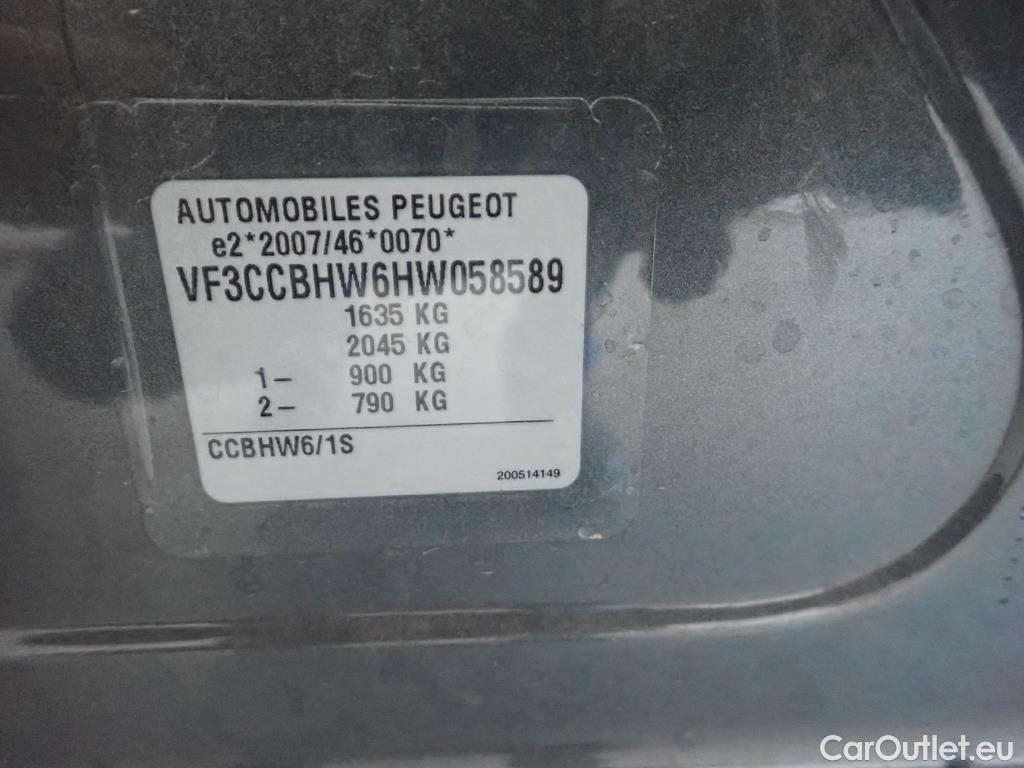 AUTOMOBILES PEUGEOT
e2*2007/46*0070*
VF3CCBHW6HW058589
1635 KG
2045 KG
1- 900 KG
2- 790 KG
CCBHW6/1S
200514149
CarOutlet.eu